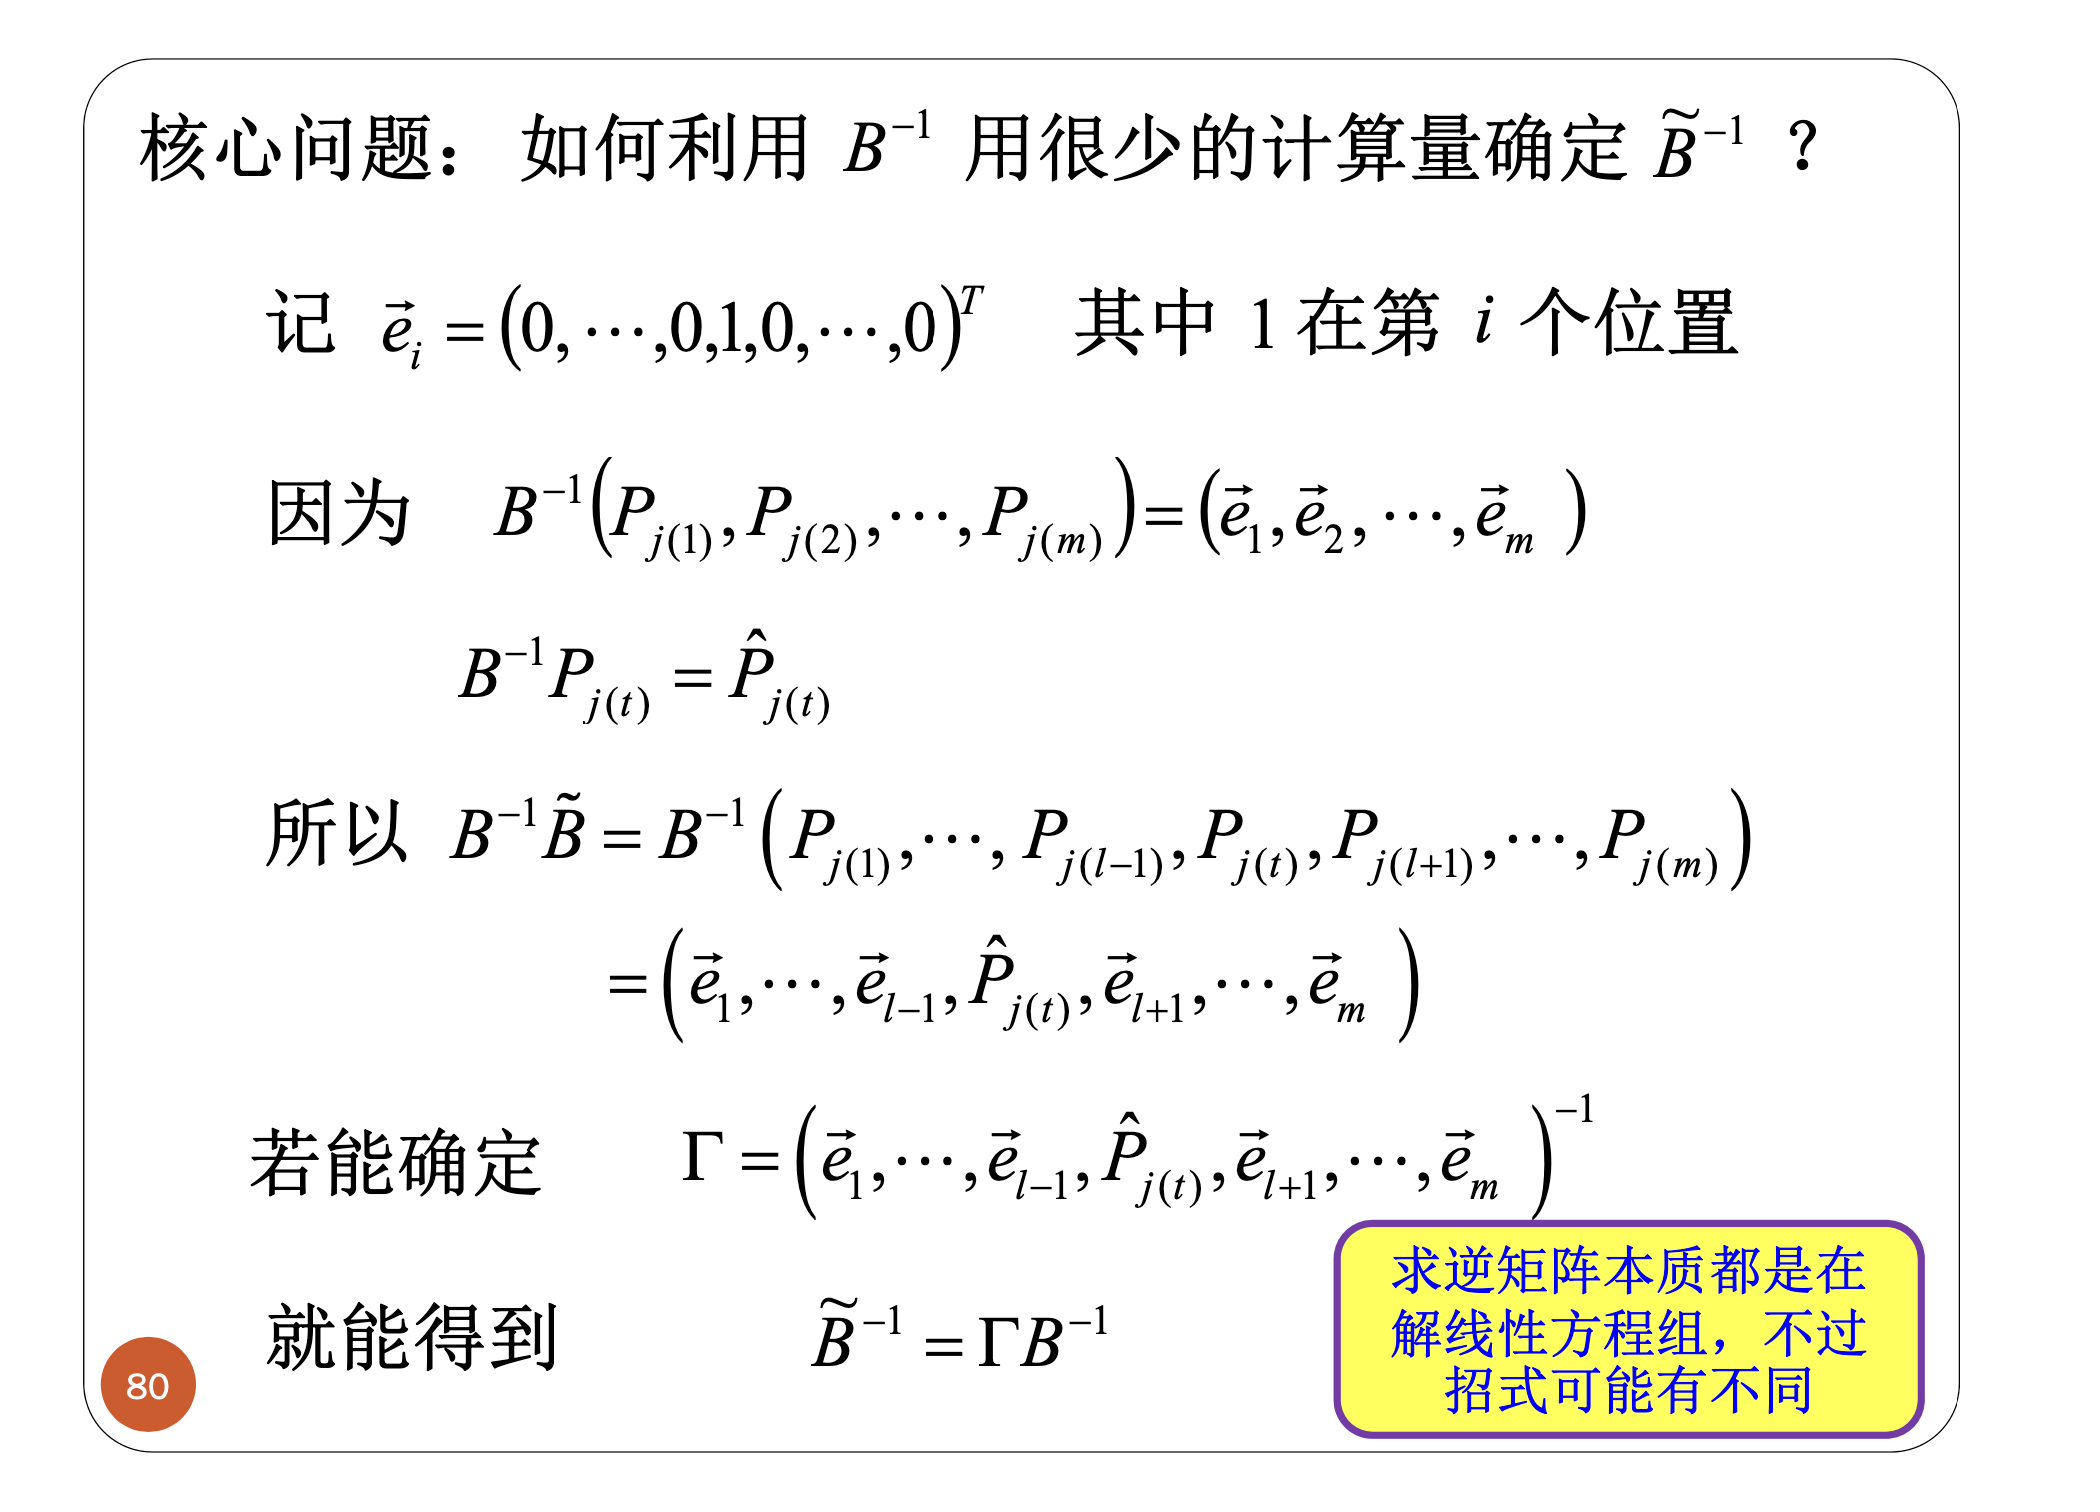 核心问题： 如何利用 $B^{-1}$ 用很少的计算量确定 $\widetilde{B}^{-1}$ ？
记 $\vec{e}_i = (0,\cdots,0,1,0,\cdots,0)^T$ 其中 1 在第 $i$ 个位置
因为 $B^{-1}\left(P_{j(1)}, P_{j(2)}, \cdots, P_{j(m)}\right) = \left(\vec{e}_1, \vec{e}_2, \cdots, \vec{e}_m\right)$
$B^{-1}P_{j(t)} = \hat{P}_{j(t)}$
所以 $B^{-1}\tilde{B} = B^{-1}\left(P_{j(1)}, \cdots, P_{j(l-1)}, P_{j(t)}, P_{j(l+1)}, \cdots, P_{j(m)}\right)$
$= \left(\vec{e}_1, \cdots, \vec{e}_{l-1}, \hat{P}_{j(t)}, \vec{e}_{l+1}, \cdots, \vec{e}_m\right)$
若能确定 $\Gamma = \left(\vec{e}_1, \cdots, \vec{e}_{l-1}, \hat{P}_{j(t)}, \vec{e}_{l+1}, \cdots, \vec{e}_m\right)^{-1}$
就能得到 $\widetilde{B}^{-1} = \Gamma B^{-1}$
求逆矩阵本质都是在
解线性方程组，不过
招式可能有不同
80